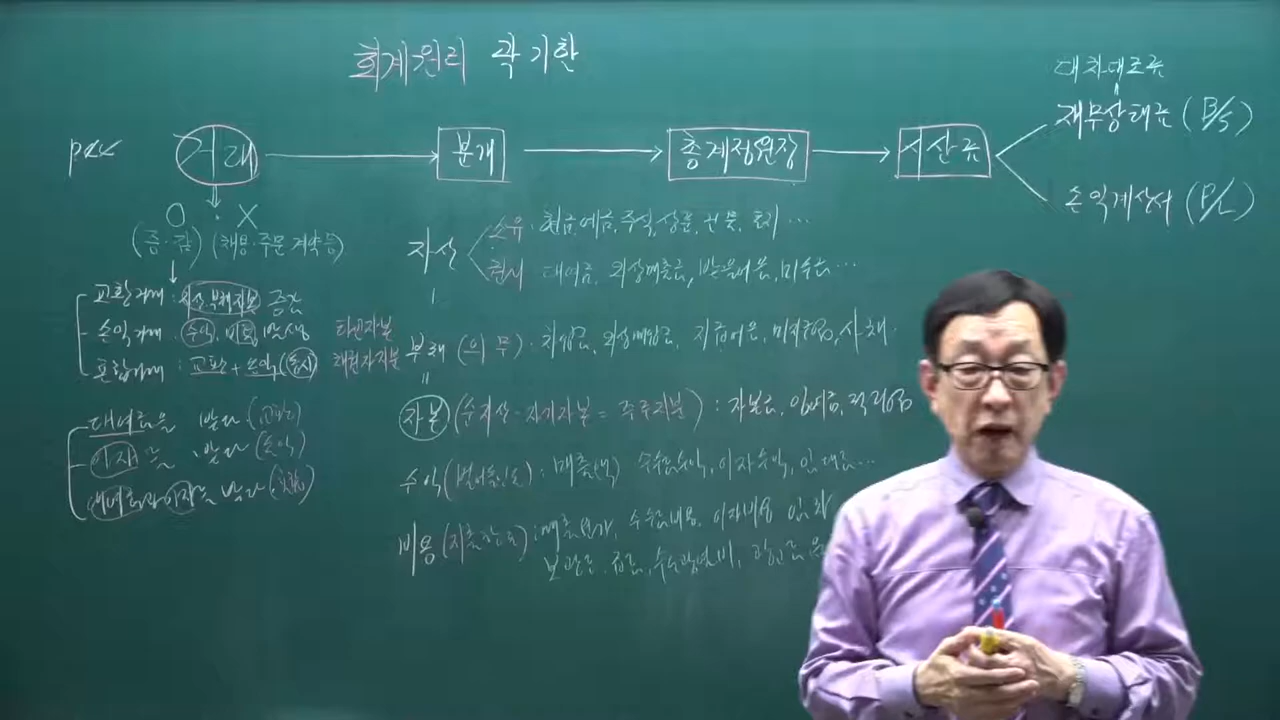 회계원리 곽기한
대차대조표
"
재무상태표 (B/S)
거래 → 분개 → 총계정원장 → 시산표
손익계산서 (P/L)
O · X
(증·감) (채용·주문 계약 등)
자산
소유 · 현금, 예금, 주식, 상품, 건물, 토지 …
권리 대여금, 외상매출금, 받을어음, 미수금 …
=
교환거래 : 자산 부채 자본 증감
손익거래 : 수익, 비용 발생
혼합거래 : 교환 + 손익 (동시)
타인자본
채권자지분
부채 (의무) · 차입금, 외상매입금, 지급어음, 미지급금, 사채
=
자본 (순자산 = 자기자본 = 주주지분) : 자본금, 잉여금, 적립금
수익 (벌어들인 돈) : 매출(액) 수수료수익, 이자수익, 임대료 …
비용 (지출한 돈) : 매출원가, 수수료비용, 이자비용 임차
보관료, 급료, 수도광열비, 광고료
대여금을 받다 (교환)
이자를 받다 (손익)
대여금과 이자를 받다 (혼합)